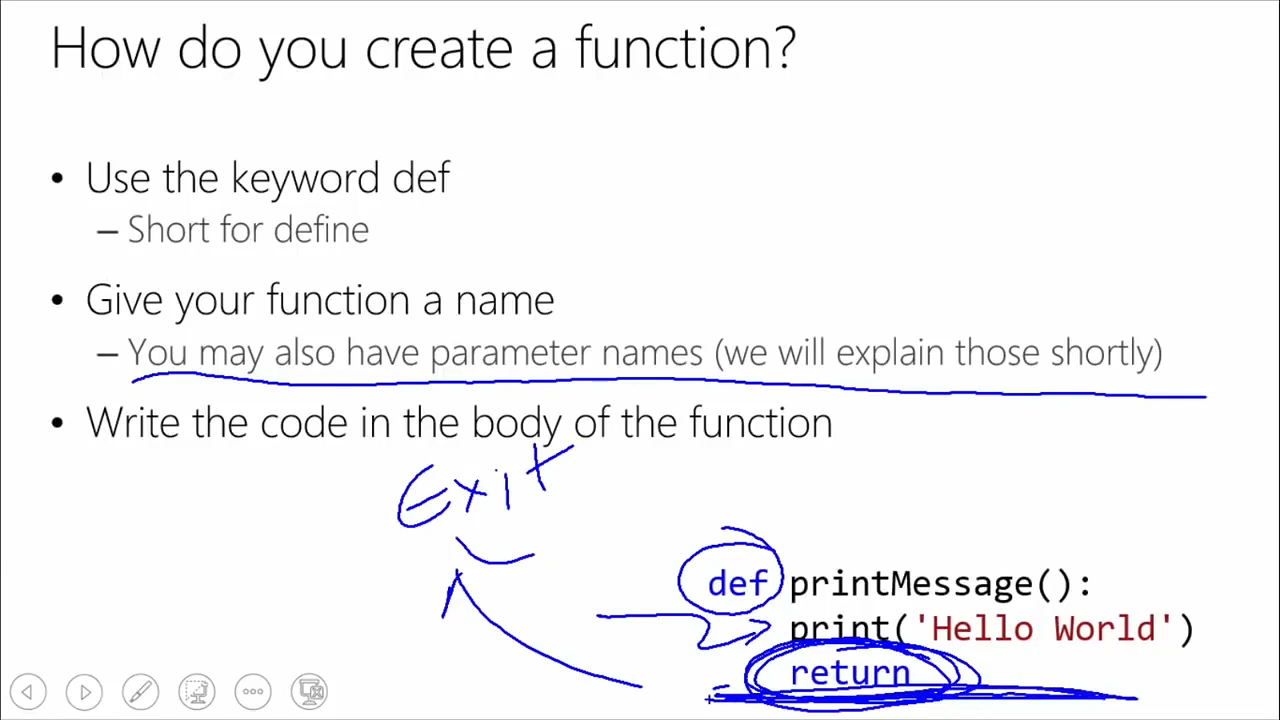 How do you create a function?
• Use the keyword def
– Short for define
• Give your function a name
– You may also have parameter names (we will explain those shortly)
• Write the code in the body of the function
Exit
def printMessage():
print('Hello World')
return